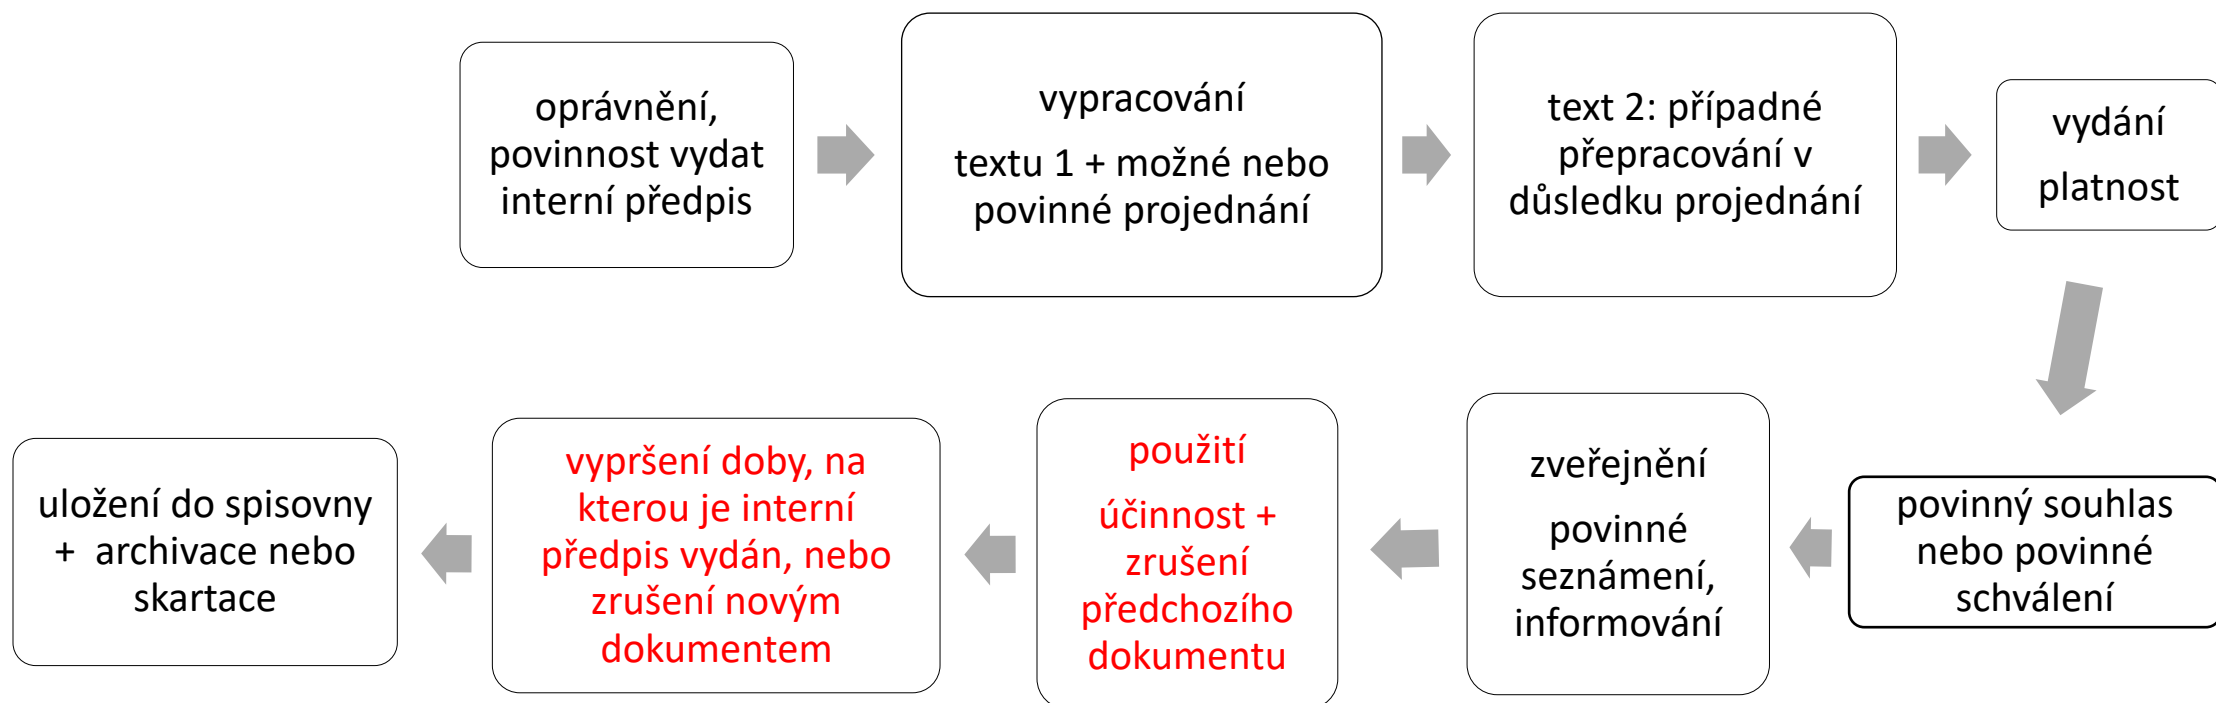 oprávnění,
povinnost vydat
interní předpis
vypracování
textu 1 + možné nebo
povinné projednání
text 2: případné
přepracování v
důsledku projednání
vydání
platnost
povinný souhlas
nebo povinné
schválení
zveřejnění
povinné
seznámení,
informování
použití
účinnost +
zrušení
předchozího
dokumentu
vypršení doby, na
kterou je interní
předpis vydán, nebo
zrušení novým
dokumentem
uložení do spisovny
+ archivace nebo
skartace